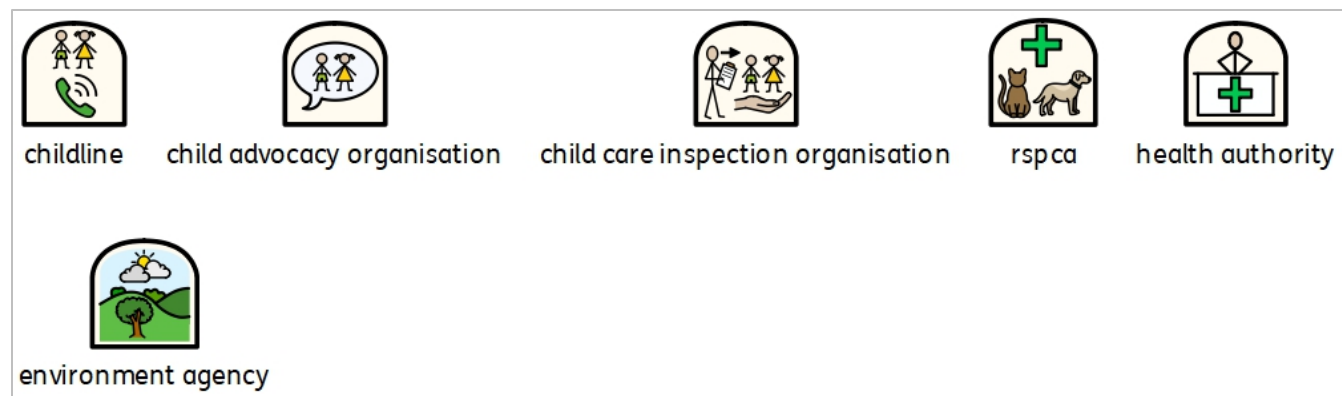 childline child advocacy organisation child care inspection organisation rspca health authority
environment agency